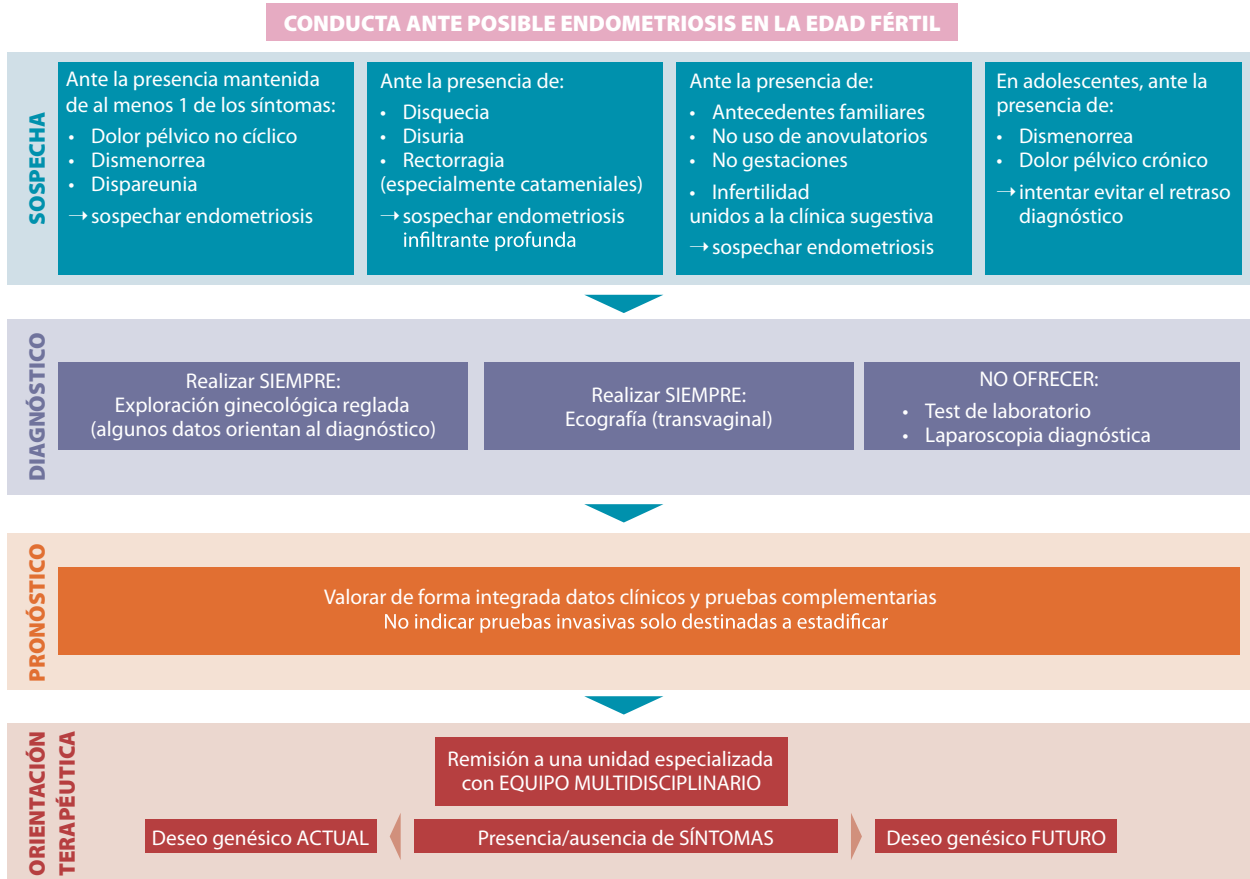 CONDUCTA ANTE POSIBLE ENDOMETRIOSIS EN LA EDAD FÉRTIL
SOSPECHA
Ante la presencia mantenida
de al menos 1 de los síntomas:
• Dolor pélvico no cíclico
• Dismenorrea
• Dispareunia
→ sospechar endometriosis
Ante la presencia de:
• Disquecia
• Disuria
• Rectorragia
(especialmente catameniales)
→ sospechar endometriosis
infiltrante profunda
Ante la presencia de:
• Antecedentes familiares
• No uso de anovulatorios
• No gestaciones
• Infertilidad
unidos a la clínica sugestiva
→ sospechar endometriosis
En adolescentes, ante la
presencia de:
• Dismenorrea
• Dolor pélvico crónico
→ intentar evitar el retraso
diagnóstico
DIAGNÓSTICO
Realizar SIEMPRE:
Exploración ginecológica reglada
(algunos datos orientan al diagnóstico)
Realizar SIEMPRE:
Ecografía (transvaginal)
NO OFRECER:
• Test de laboratorio
• Laparoscopia diagnóstica
PRONÓSTICO
Valorar de forma integrada datos clínicos y pruebas complementarias
No indicar pruebas invasivas solo destinadas a estadificar
ORIENTACIÓN
TERAPÉUTICA
Remisión a una unidad especializada
con EQUIPO MULTIDISCIPLINARIO
Deseo genésico ACTUAL
Presencia/ausencia de SÍNTOMAS
Deseo genésico FUTURO